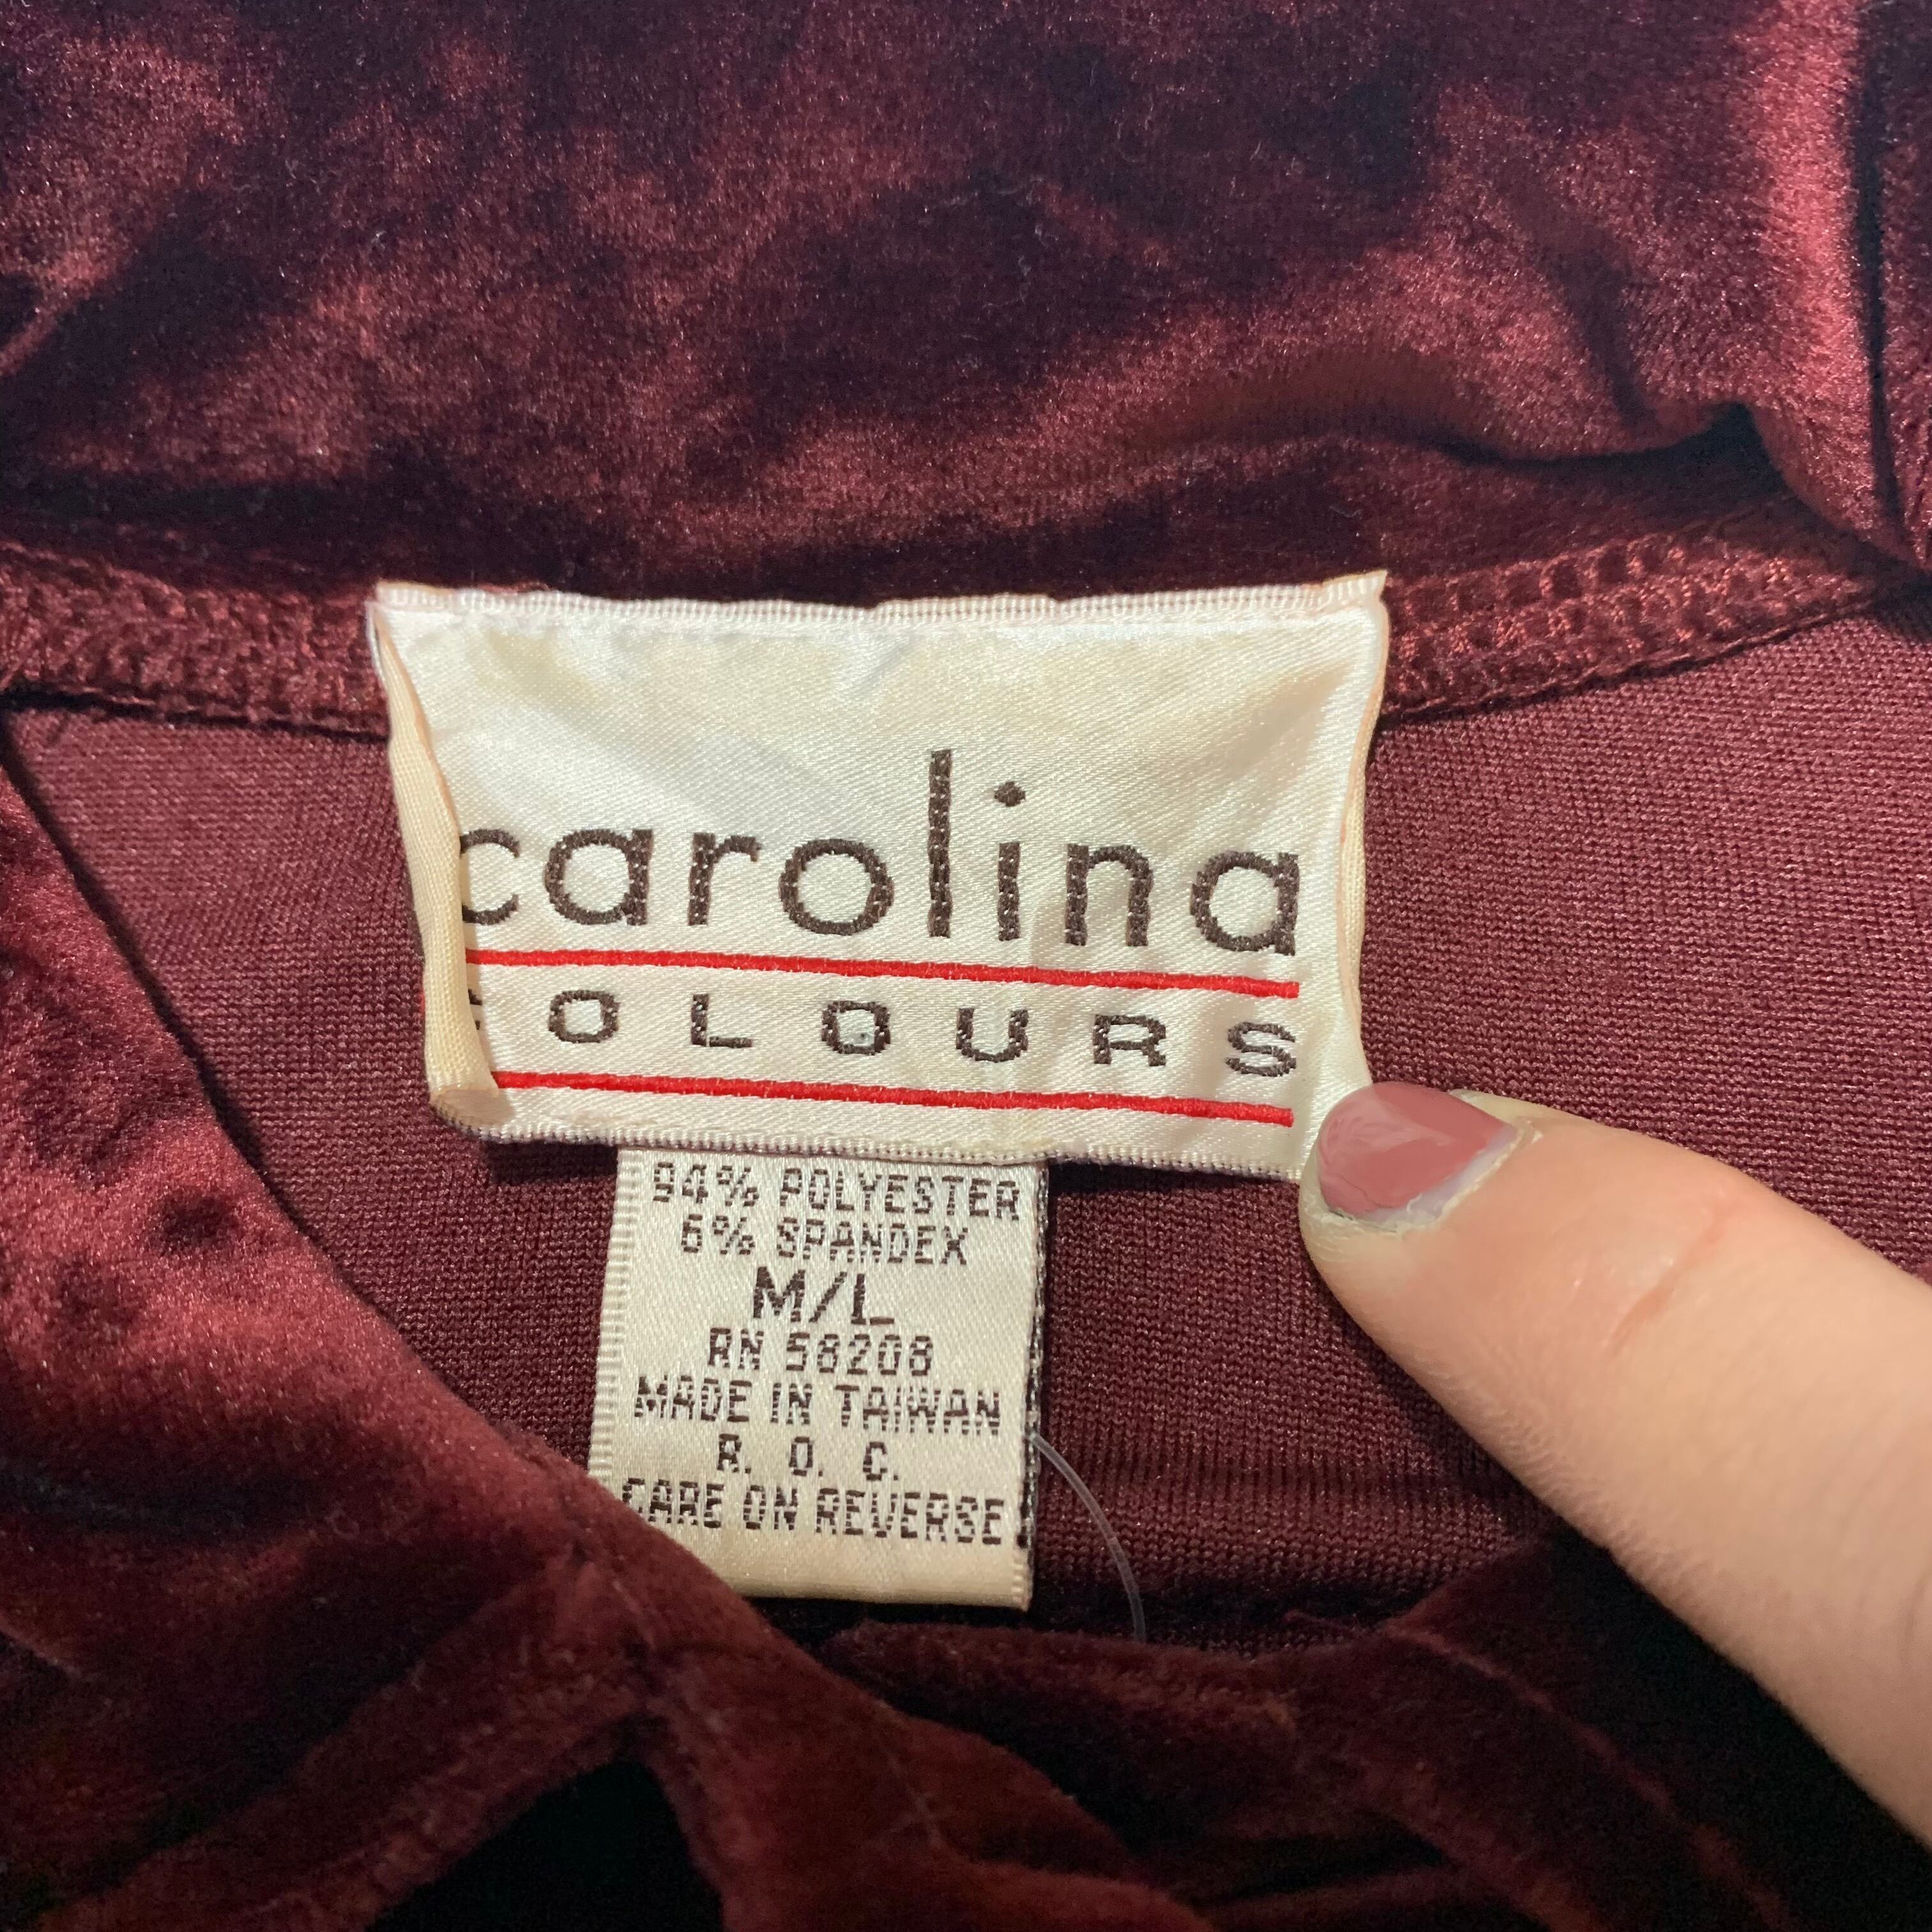 carolina
COLOURS
94% POLYESTER
6% SPANDEX
M/L
RN 58208
MADE IN TAIWAN
R. O. C.
CARE ON REVERSE